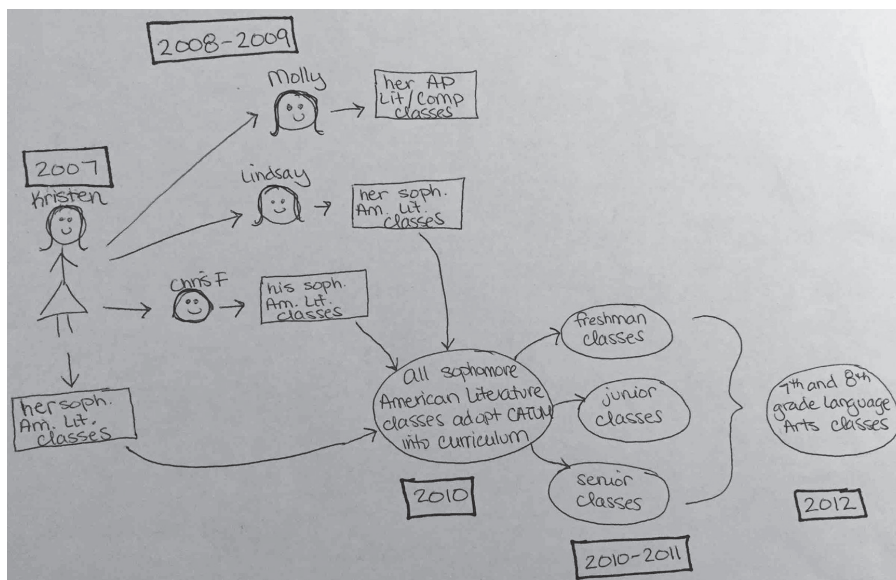 2008-2009
Molly
her AP
Lit/Comp
classes
2007
Kristen
Lindsay
her soph.
Am. Lit.
classes
Chris F
his soph.
Am. Lit.
classes
her soph.
Am. Lit.
classes
all sophomore
American Literature
classes adopt CATUM
into curriculum
2010
freshman
classes
junior
classes
senior
classes
2010-2011
7th and 8th
grade Language
Arts classes
2012